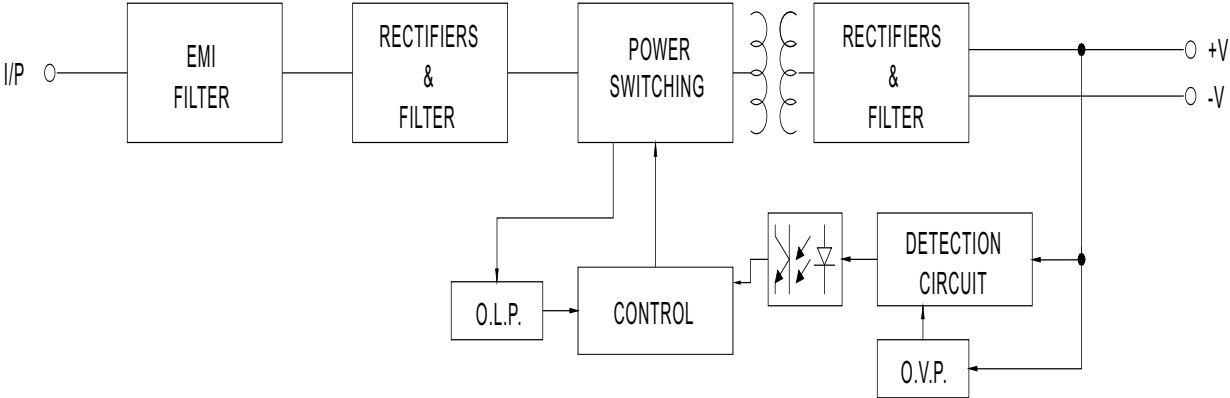 I/P
EMI
FILTER
RECTIFIERS
&
FILTER
POWER
SWITCHING
RECTIFIERS
&
FILTER
+V
-V
O.L.P.
CONTROL
DETECTION
CIRCUIT
O.V.P.